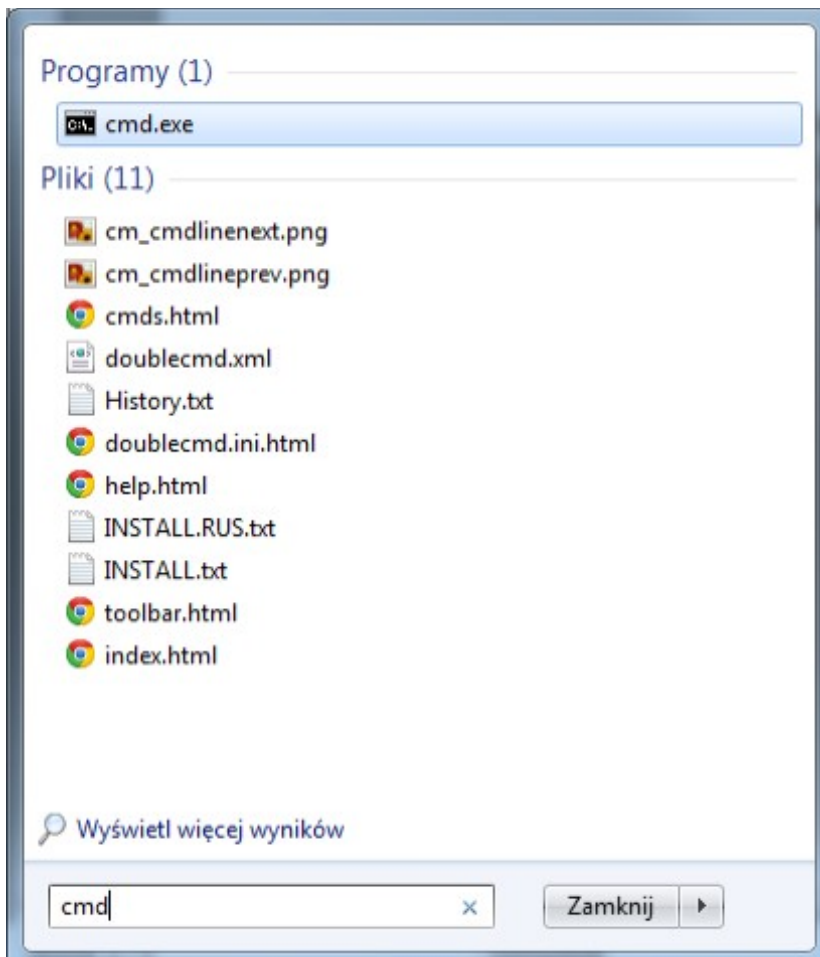 Programy (1)
cmd.exe
Pliki (11)
cm_cmdlinenext.png
cm_cmdlineprev.png
cmds.html
doublecmd.xml
History.txt
doublecmd.ini.html
help.html
INSTALL.RUS.txt
INSTALL.txt
toolbar.html
index.html
Wyświetl więcej wyników
cmd
Zamknij